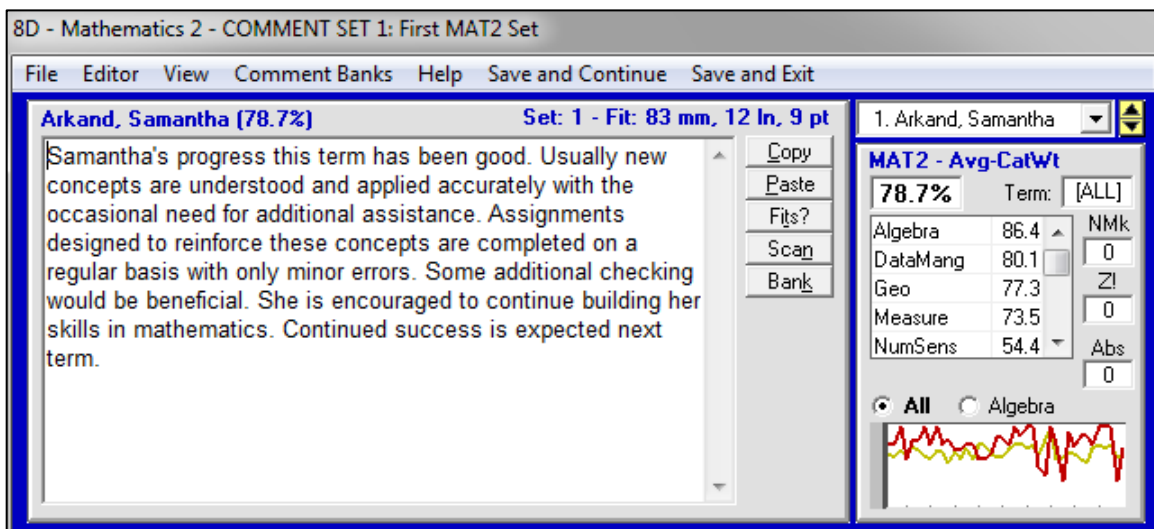 8D - Mathematics 2 - COMMENT SET 1: First MAT2 Set
File Editor View Comment Banks Help Save and Continue Save and Exit
Arkand, Samantha (78.7%) Set: 1 - Fit: 83 mm, 12 ln, 9 pt
Samantha's progress this term has been good. Usually new
concepts are understood and applied accurately with the
occasional need for additional assistance. Assignments
designed to reinforce these concepts are completed on a
regular basis with only minor errors. Some additional checking
would be beneficial. She is encouraged to continue building her
skills in mathematics. Continued success is expected next
term.
Copy
Paste
Fits?
Scan
Bank
1. Arkand, Samantha
MAT2 - Avg-CatWt
78.7% Term: [ALL]
Algebra 86.4
DataMang 80.1
Geo 77.3
Measure 73.5
NumSens 54.4
NMk
0
Z!
0
Abs
0
All Algebra